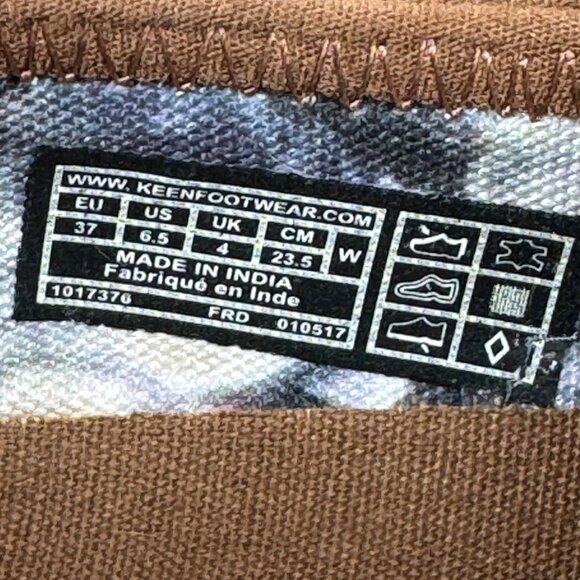 WWW. KEENFOOTWEAR.COM
EU US UK CM W
37 6.5 4 23.5
MADE IN INDIA
Fabriqué en Inde
1017376 FRD 010517